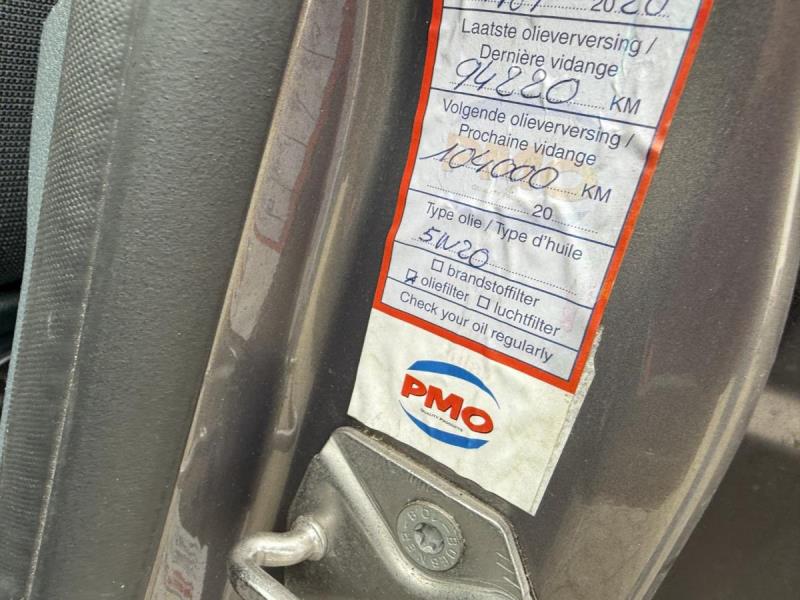 2020
Laatste olieverversing /
Dernière vidange
94220 KM
Volgende olieverversing /
Prochaine vidange
104000 KM
20
Type olie / Type d'huile
5W20
brandstoffilter
oliefilter luchtfilter
Check your oil regularly
PMO
QUALITY PRODUCTS